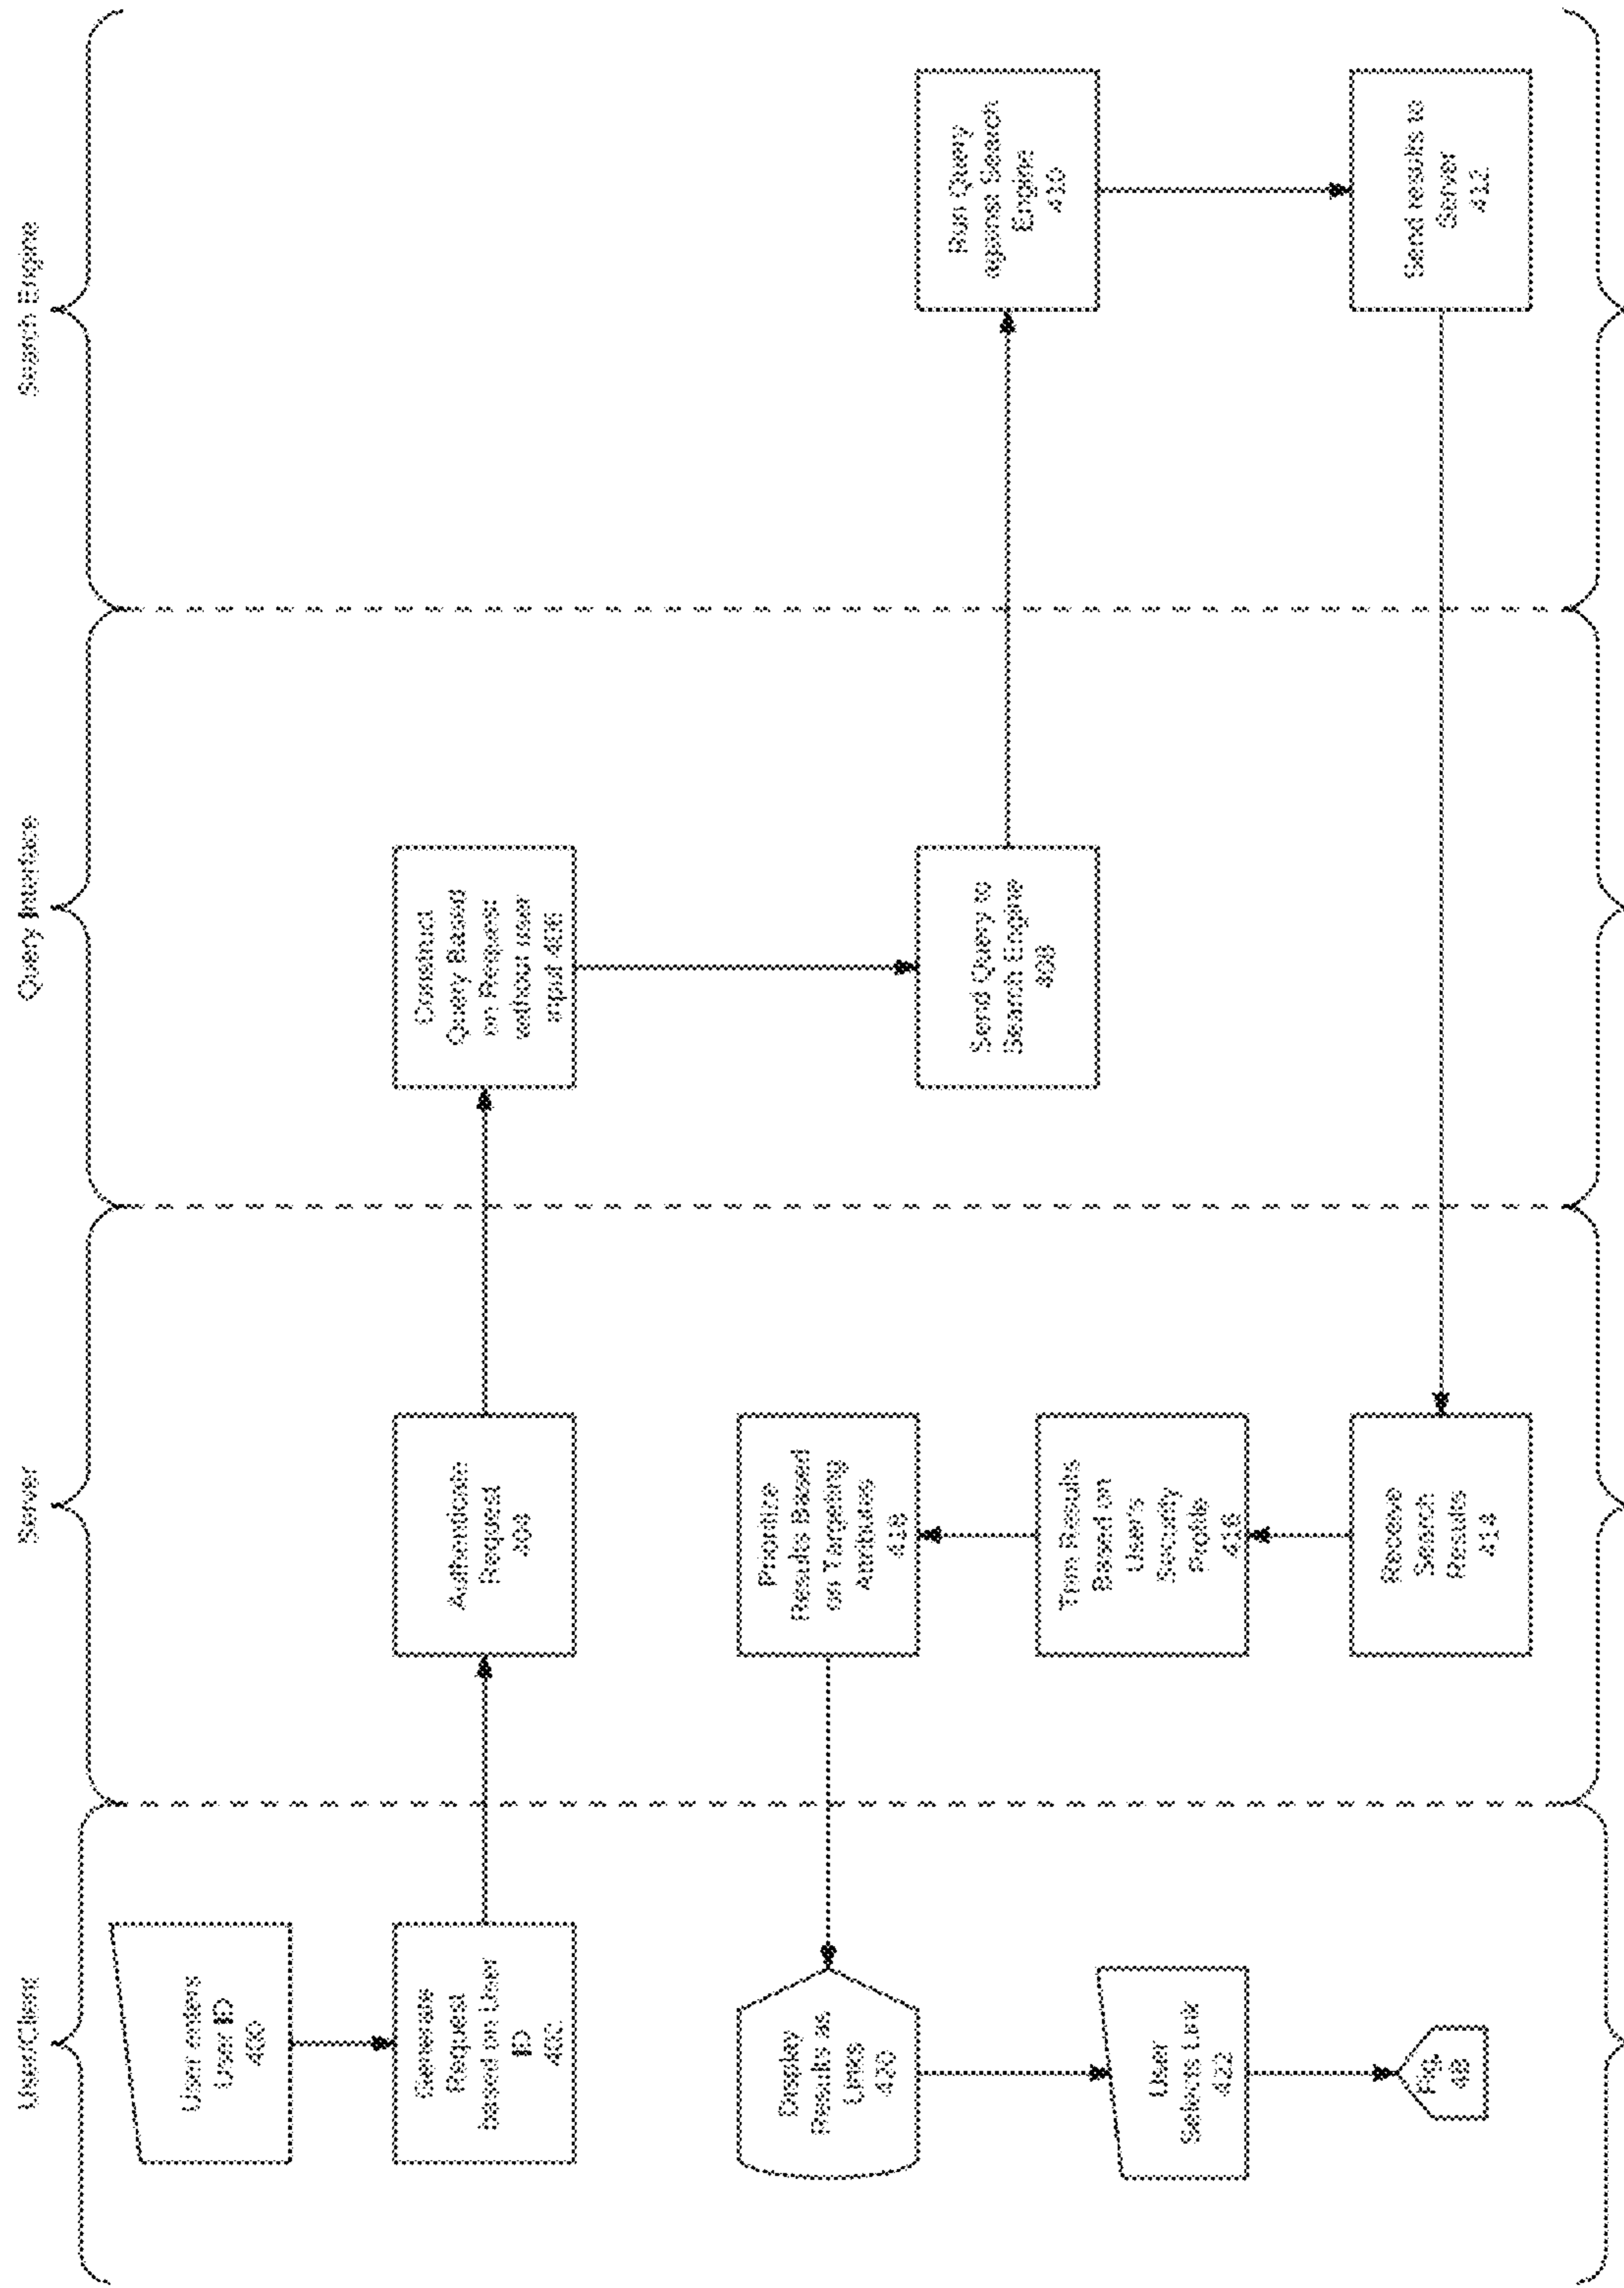 User/Client
Server
Query Interface
Search Engine
User enters
User ID
400
Generate
Request
based on User
ID
402
Authenticate
Request
404
Construct
Query Based
on Request
without user
input 406
Send Query to
Search Engine
408
Run Query
against Search
Engine
410
Send results to
Server
412
Receive
Search
Results
414
Trim Results
Based on
User's
Security
Profile
416
Prioritize
Results Based
on Targeting
Attributes
418
Display
Results as
Links
420
User
Selects Link
422
Fig.
4B